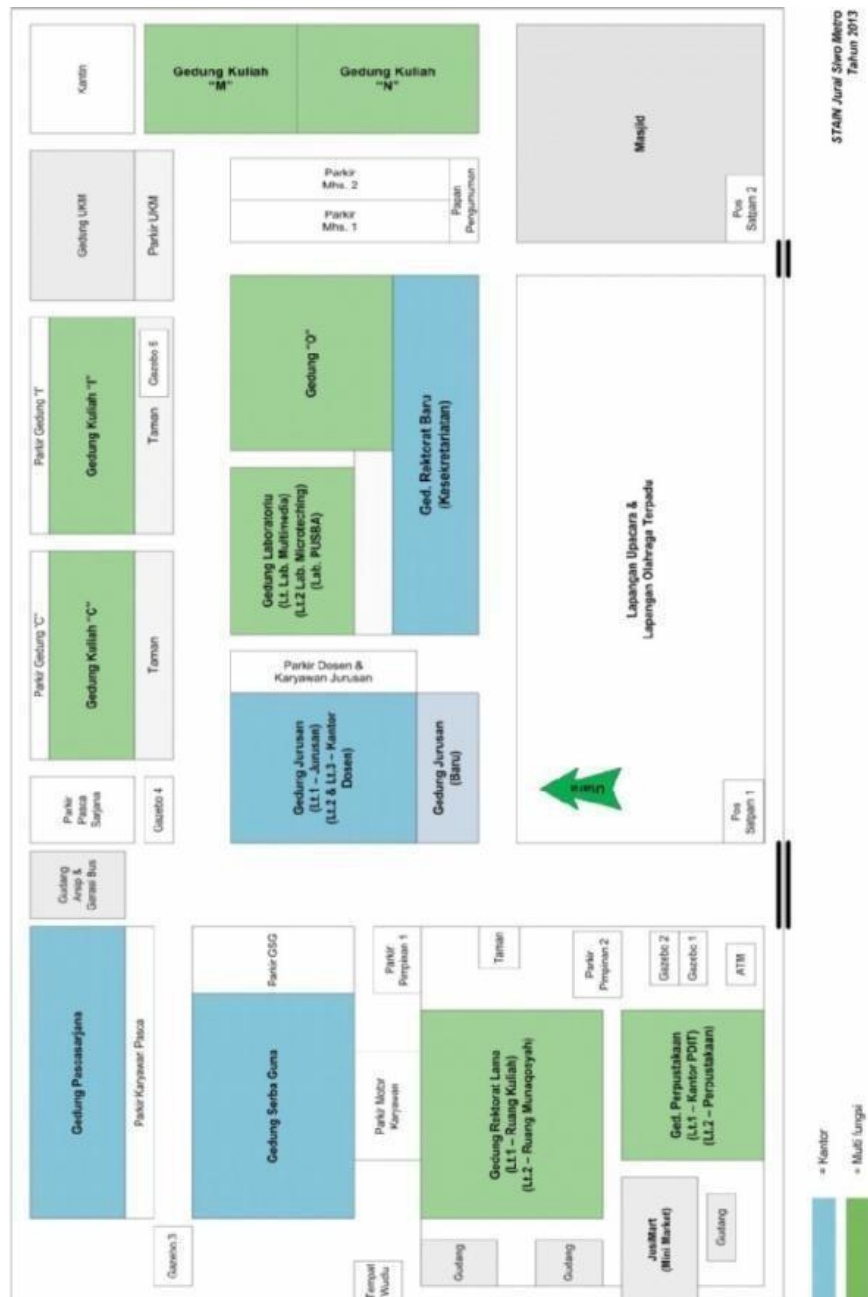 STAIN Jurai Siwo Metro
Tahun 2013
Kantin
Gedung Kuliah
"M"
Gedung Kuliah
"N"
Masjid
Pos
Satpam 2
Gedung UKM
Parkir UKM
Parkir
Mhs. 2
Parkir
Mhs. 1
Papan
Pengumuman
Parkir Gedung "I"
Gedung Kuliah "I"
Taman
Gazebo 5
Gedung "O"
Ged. Rektorat Baru
(Kesekretariatan)
Gedung Laboratoriu
(Lt. Lab. Multimedia)
(Lt.2 Lab. Microteching)
(Lab. PUSBA)
Lapangan Upacara &
Lapangan Olahraga Terpadu
Parkir Gedung "C"
Gedung Kuliah "C"
Taman
Parkir Dosen &
Karyawan Jurusan
Gedung Jurusan
(Lt.1 – Jurusan)
(Lt.2 & Lt.3 – Kantor
Dosen)
Gedung Jurusan
(Baru)
Utara
Pos
Satpam 1
Parkir
Pasca
Sarjana
Gazebo 4
Gudang
Arsip &
Garasi Bus
Gedung Pascasarjana
Parkir Karyawan Pasca
Parkir GSG
Gedung Serba Guna
Parkir
Pimpinan 1
Parkir Motor
Karyawan
Taman
Parkir
Pimpinan 2
Gazebo 2
Gazebo 1
ATM
Gedung Rektorat Lama
(Lt.1 – Ruang Kuliah)
(Lt.2 – Ruang Munaqosyah)
Ged. Perpustakaan
(Lt.1 – Kantor PDIT)
(Lt.2 – Perpustakaan)
Gazebo 3
Tempat
Wudu
Gudang
Gudang
JusiMart
(Mini Market)
Gudang
= Kantor
= Multi fungsi